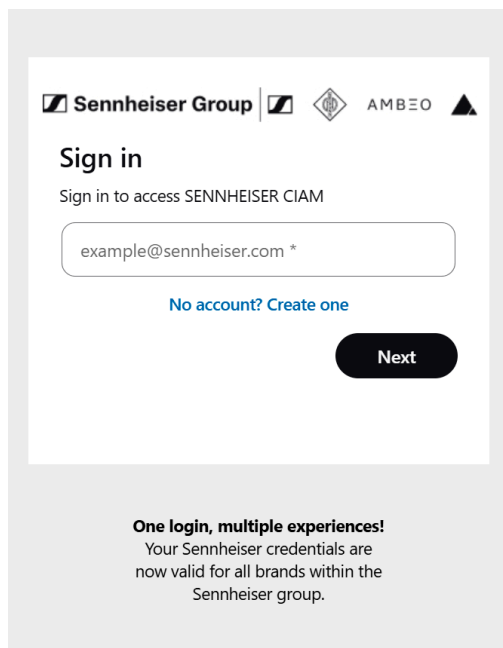 Sennheiser Group AMBEO
Sign in
Sign in to access SENNHEISER CIAM
example@sennheiser.com *
No account? Create one
Next
One login, multiple experiences!
Your Sennheiser credentials are
now valid for all brands within the
Sennheiser group.